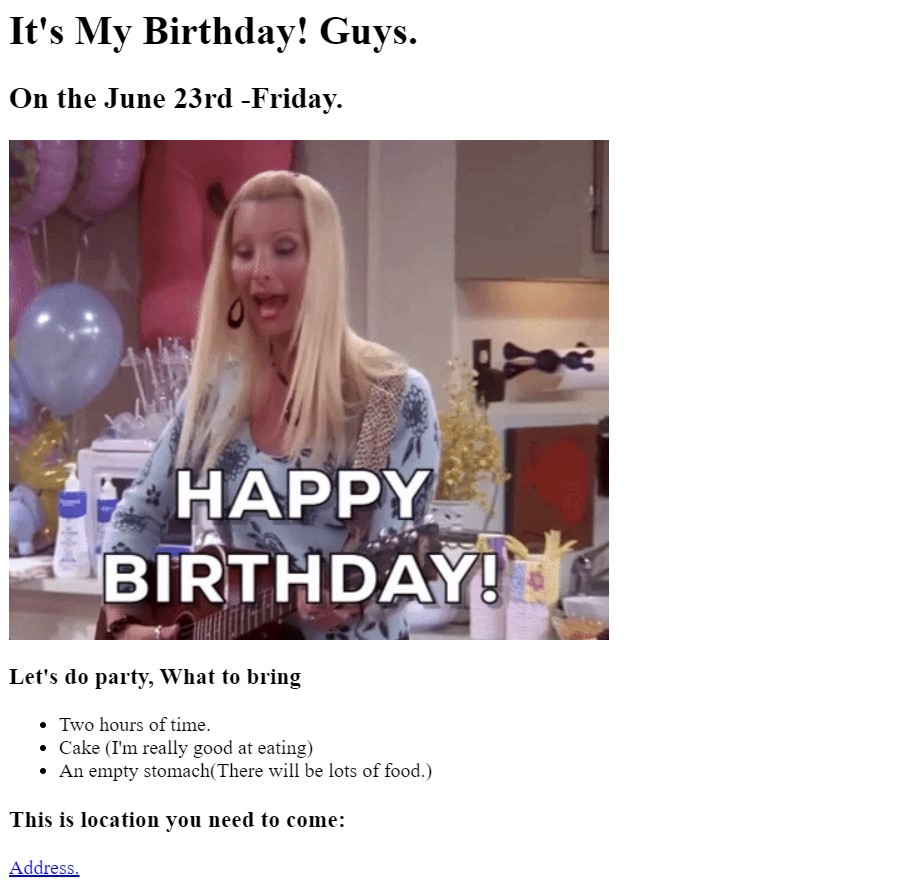 It's My Birthday! Guys.
On the June 23rd -Friday.
HAPPY
BIRTHDAY!
Let's do party, What to bring
Two hours of time.
Cake (I'm really good at eating)
An empty stomach(There will be lots of food.)
This is location you need to come:
Address.